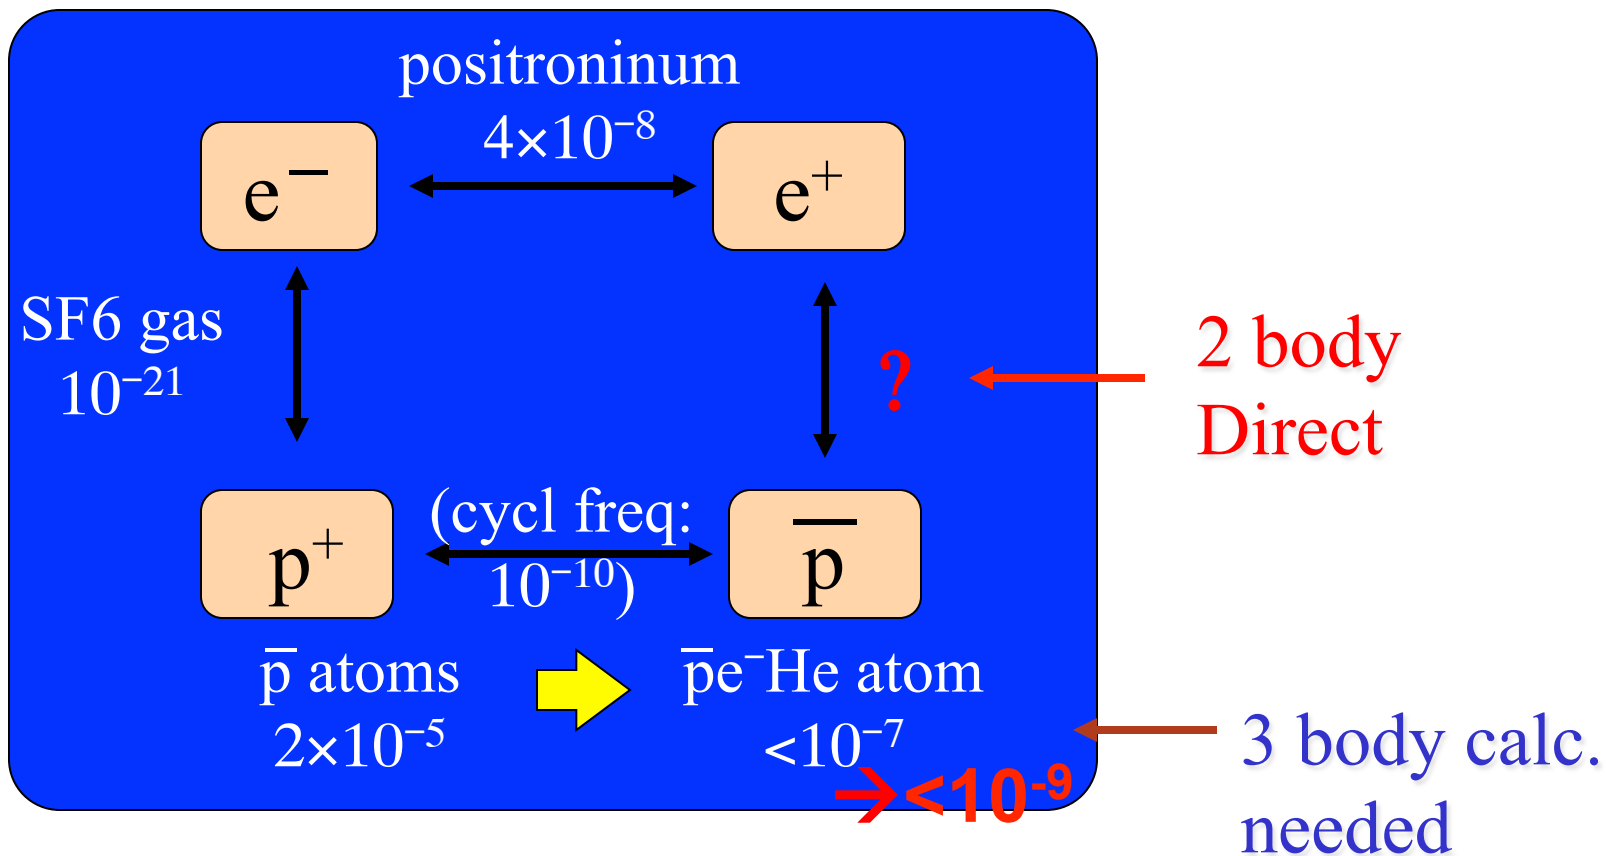 positroninum
4×10⁻⁸
e⁻
e⁺
SF6 gas
10⁻²¹
?
2 body
Direct
(cycl freq:
10⁻¹⁰)
p⁺
p̅
p̅ atoms
2×10⁻⁵
p̅e⁻He atom
<10⁻⁷
→<10⁻⁹
3 body calc.
needed